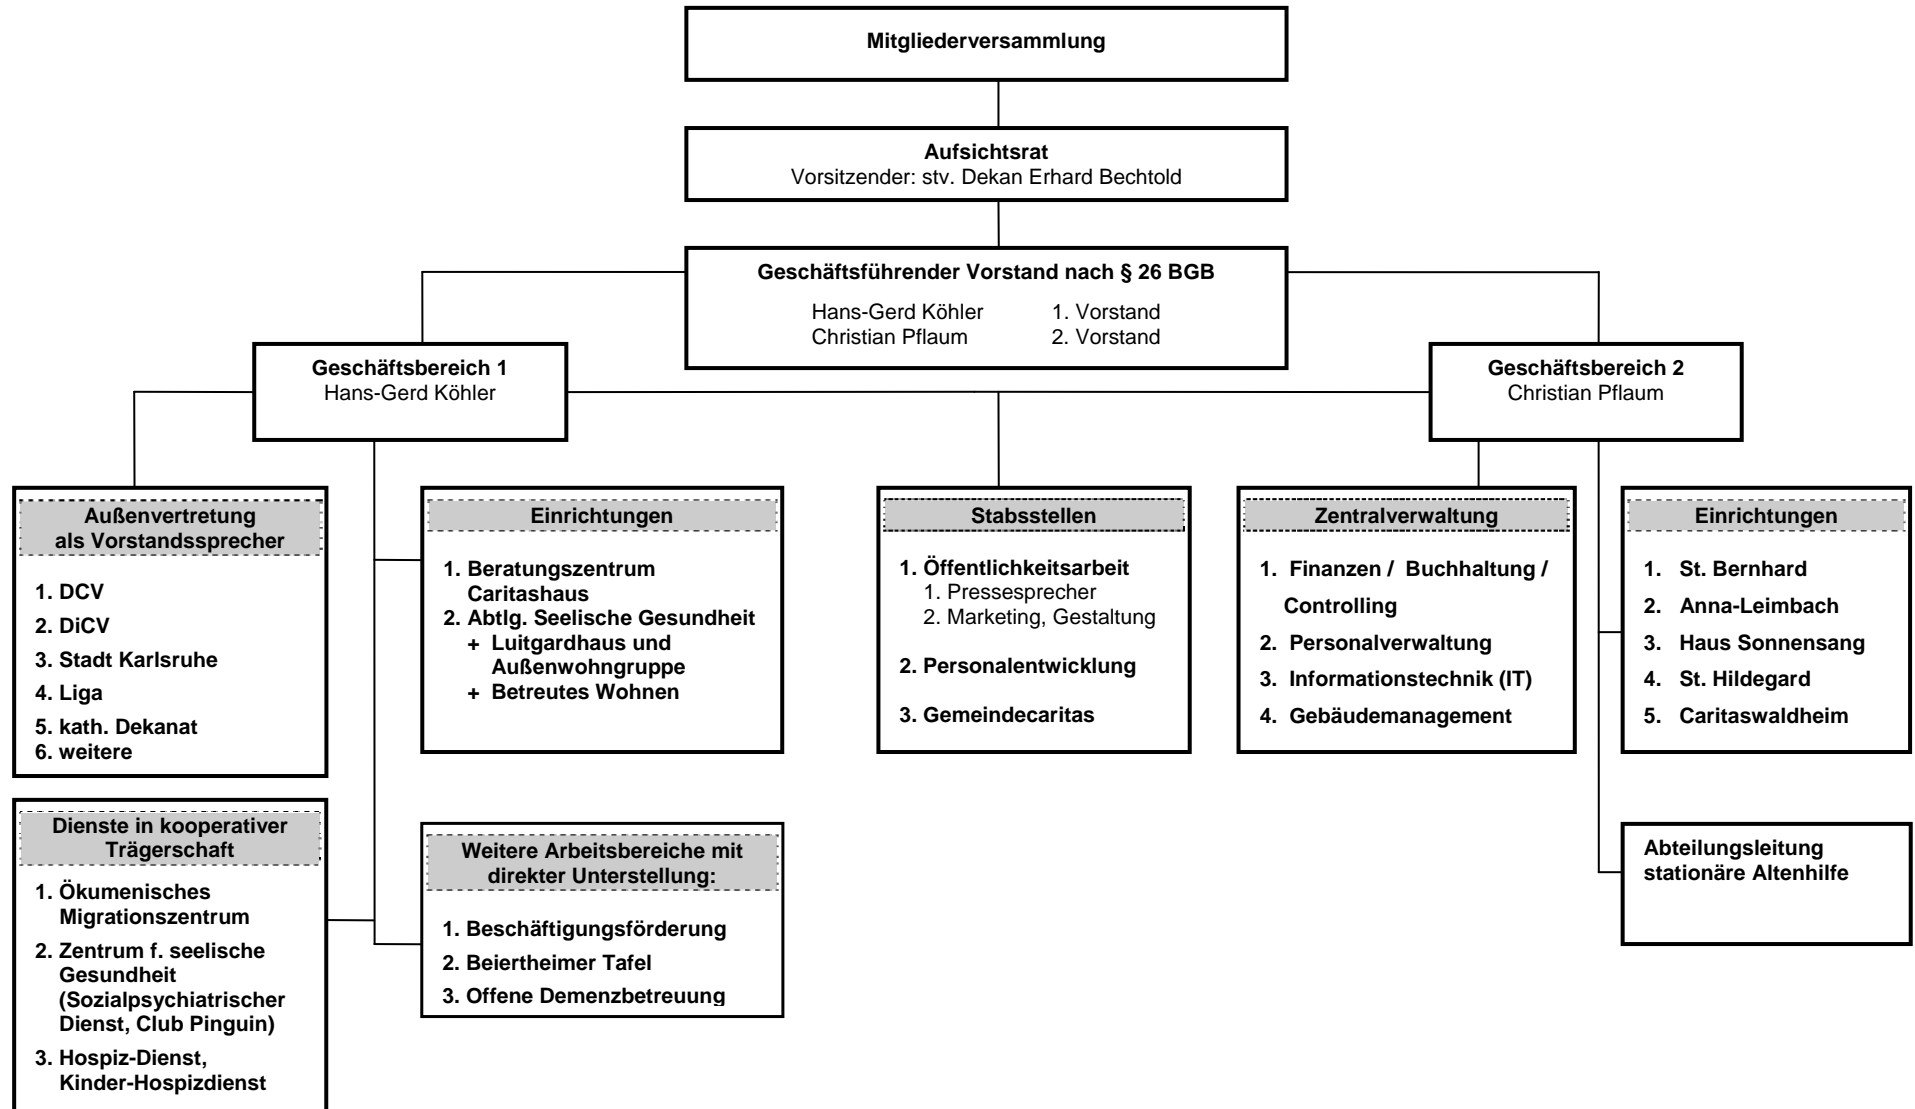 Mitgliederversammlung
Aufsichtsrat
Vorsitzender: stv. Dekan Erhard Bechtold
Geschäftsführender Vorstand nach § 26 BGB
Hans-Gerd Köhler 1. Vorstand
Christian Pflaum 2. Vorstand
Geschäftsbereich 1
Hans-Gerd Köhler
Geschäftsbereich 2
Christian Pflaum
Außenvertretung
als Vorstandssprecher
1. DCV
2. DiCV
3. Stadt Karlsruhe
4. Liga
5. kath. Dekanat
6. weitere
Einrichtungen
1. Beratungszentrum
Caritashaus
2. Abtlg. Seelische Gesundheit
+ Luitgardhaus und
Außenwohngruppe
+ Betreutes Wohnen
Stabsstellen
1. Öffentlichkeitsarbeit
1. Pressesprecher
2. Marketing, Gestaltung
2. Personalentwicklung
3. Gemeindecaritas
Zentralverwaltung
1. Finanzen / Buchhaltung /
Controlling
2. Personalverwaltung
3. Informationstechnik (IT)
4. Gebäudemanagement
Einrichtungen
1. St. Bernhard
2. Anna-Leimbach
3. Haus Sonnensang
4. St. Hildegard
5. Caritaswaldheim
Dienste in kooperativer
Trägerschaft
1. Ökumenisches
Migrationszentrum
2. Zentrum f. seelische
Gesundheit
(Sozialpsychiatrischer
Dienst, Club Pinguin)
3. Hospiz-Dienst,
Kinder-Hospizdienst
Weitere Arbeitsbereiche mit
direkter Unterstellung:
1. Beschäftigungsförderung
2. Beiertheimer Tafel
3. Offene Demenzbetreuung
Abteilungsleitung
stationäre Altenhilfe